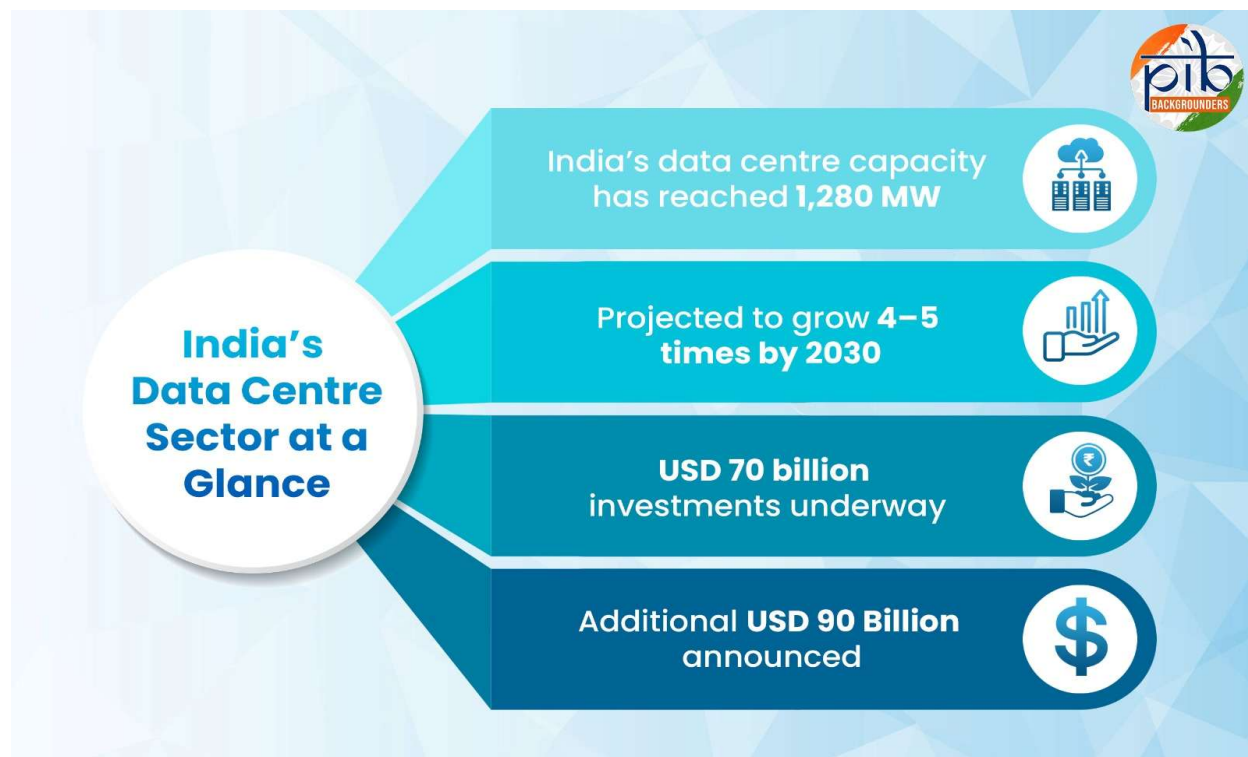 pib
BACKGROUNDERS
India's
Data Centre
Sector at a
Glance
India's data centre capacity
has reached 1,280 MW
Projected to grow 4–5
times by 2030
₹
USD 70 billion
investments underway
Additional USD 90 Billion
announced
$